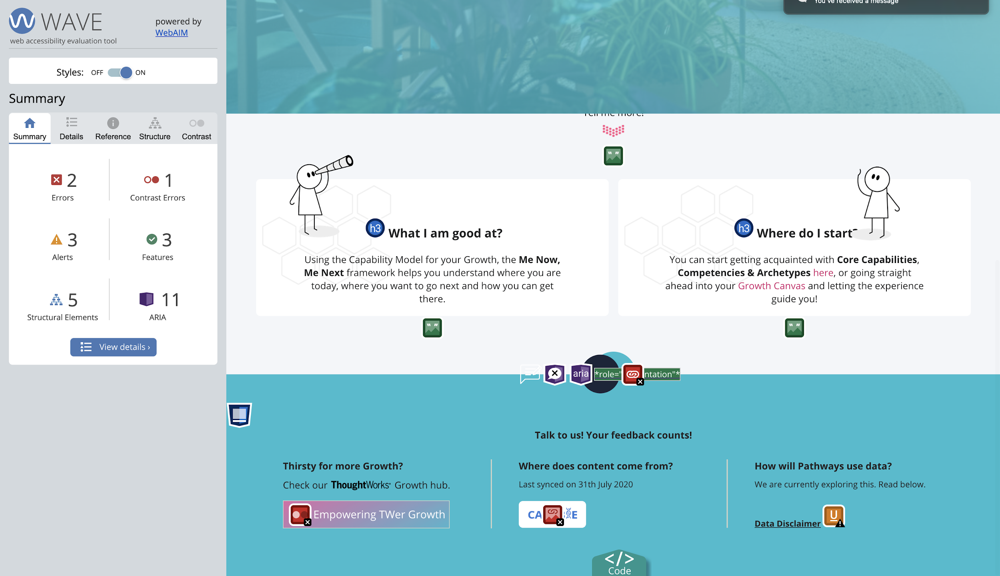 WAVE
web accessibility evaluation tool
powered by
WebAIM
Styles: OFF ON
Summary
Summary Details Reference Structure Contrast
2
Errors
1
Contrast Errors
3
Alerts
3
Features
5
Structural Elements
11
ARIA
View details ›
You've received a message
Tell me more!
h3 What I am good at?
Using the Capability Model for your Growth, the Me Now,
Me Next framework helps you understand where you are
today, where you want to go next and how you can get
there.
h3 Where do I start?
You can start getting acquainted with Core Capabilities,
Competencies & Archetypes here, or going straight
ahead into your Growth Canvas and letting the experience
guide you!
aria *role=" ntation"*
Talk to us! Your feedback counts!
Thirsty for more Growth?
Check our ThoughtWorks® Growth hub.
Empowering TWer Growth
Where does content come from?
Last synced on 31th July 2020
CA E
How will Pathways use data?
We are currently exploring this. Read below.
Data Disclaimer U
</>
Code